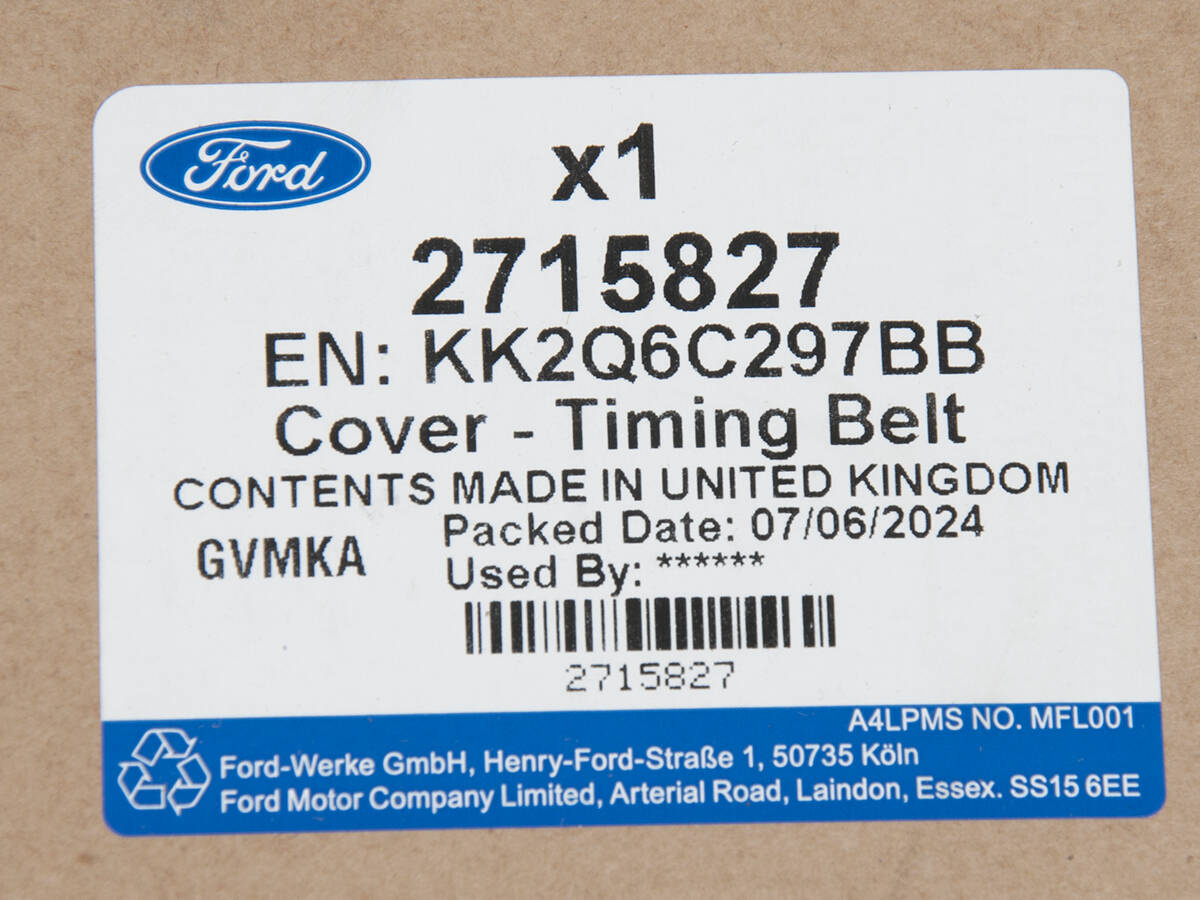 Ford
x1
2715827
EN: KK2Q6C297BB
Cover - Timing Belt
CONTENTS MADE IN UNITED KINGDOM
Packed Date: 07/06/2024
GVMKA
Used By: ******
2715827
A4LPMS NO. MFL001
Ford-Werke GmbH, Henry-Ford-Straße 1, 50735 Köln
Ford Motor Company Limited, Arterial Road, Laindon, Essex. SS15 6EE